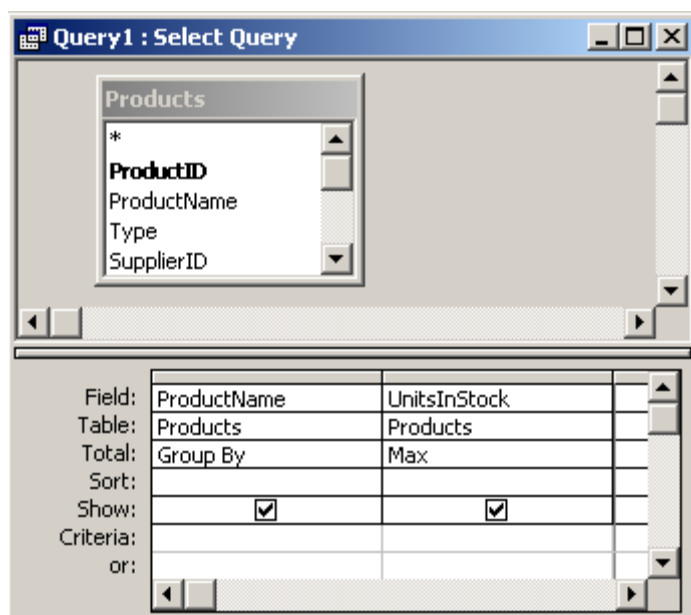 Query1 : Select Query
Products
*
ProductID
ProductName
Type
SupplierID
Field: ProductName UnitsInStock
Table: Products Products
Total: Group By Max
Sort:
Show:
Criteria:
or: